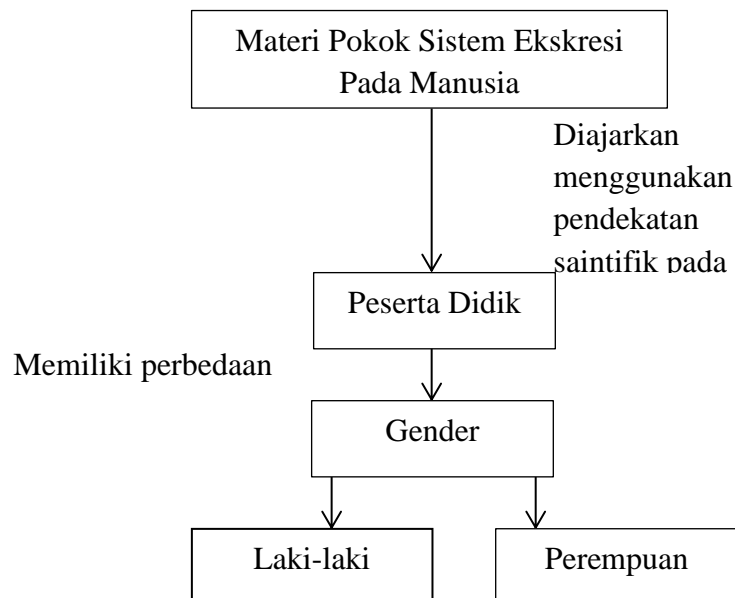 Materi Pokok Sistem Ekskresi
Pada Manusia
Diajarkan
menggunakan
pendekatan
saintifik pada
Peserta Didik
Memiliki perbedaan
Gender
Laki-laki
Perempuan